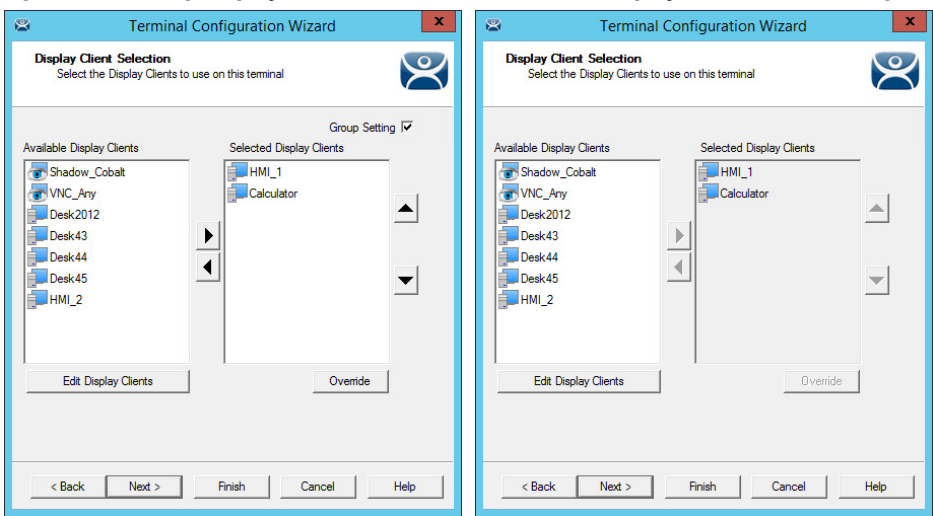 Terminal Configuration Wizard
x
Display Client Selection
Select the Display Clients to use on this terminal
Group Setting
Available Display Clients
Selected Display Clients
Shadow_Cobalt
VNC_Any
Desk2012
Desk43
Desk44
Desk45
HMI_2
HMI_1
Calculator
Edit Display Clients
Override
< Back
Next >
Finish
Cancel
Help
Terminal Configuration Wizard
x
Display Client Selection
Select the Display Clients to use on this terminal
Available Display Clients
Selected Display Clients
Shadow_Cobalt
VNC_Any
Desk2012
Desk43
Desk44
Desk45
HMI_2
HMI_1
Calculator
Edit Display Clients
Override
< Back
Next >
Finish
Cancel
Help